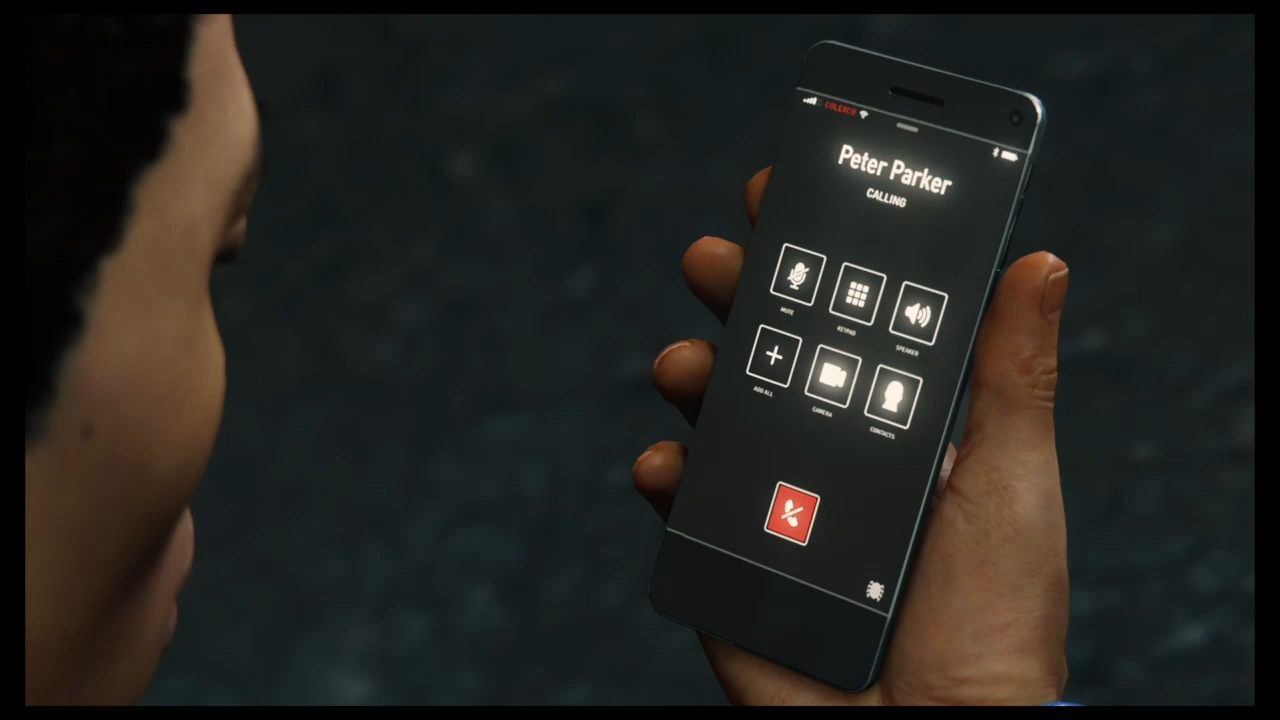 COLEXCO
Peter Parker
CALLING
MUTE
KEYPAD
SPEAKER
ADD ALL
CAMERA
CONTACTS